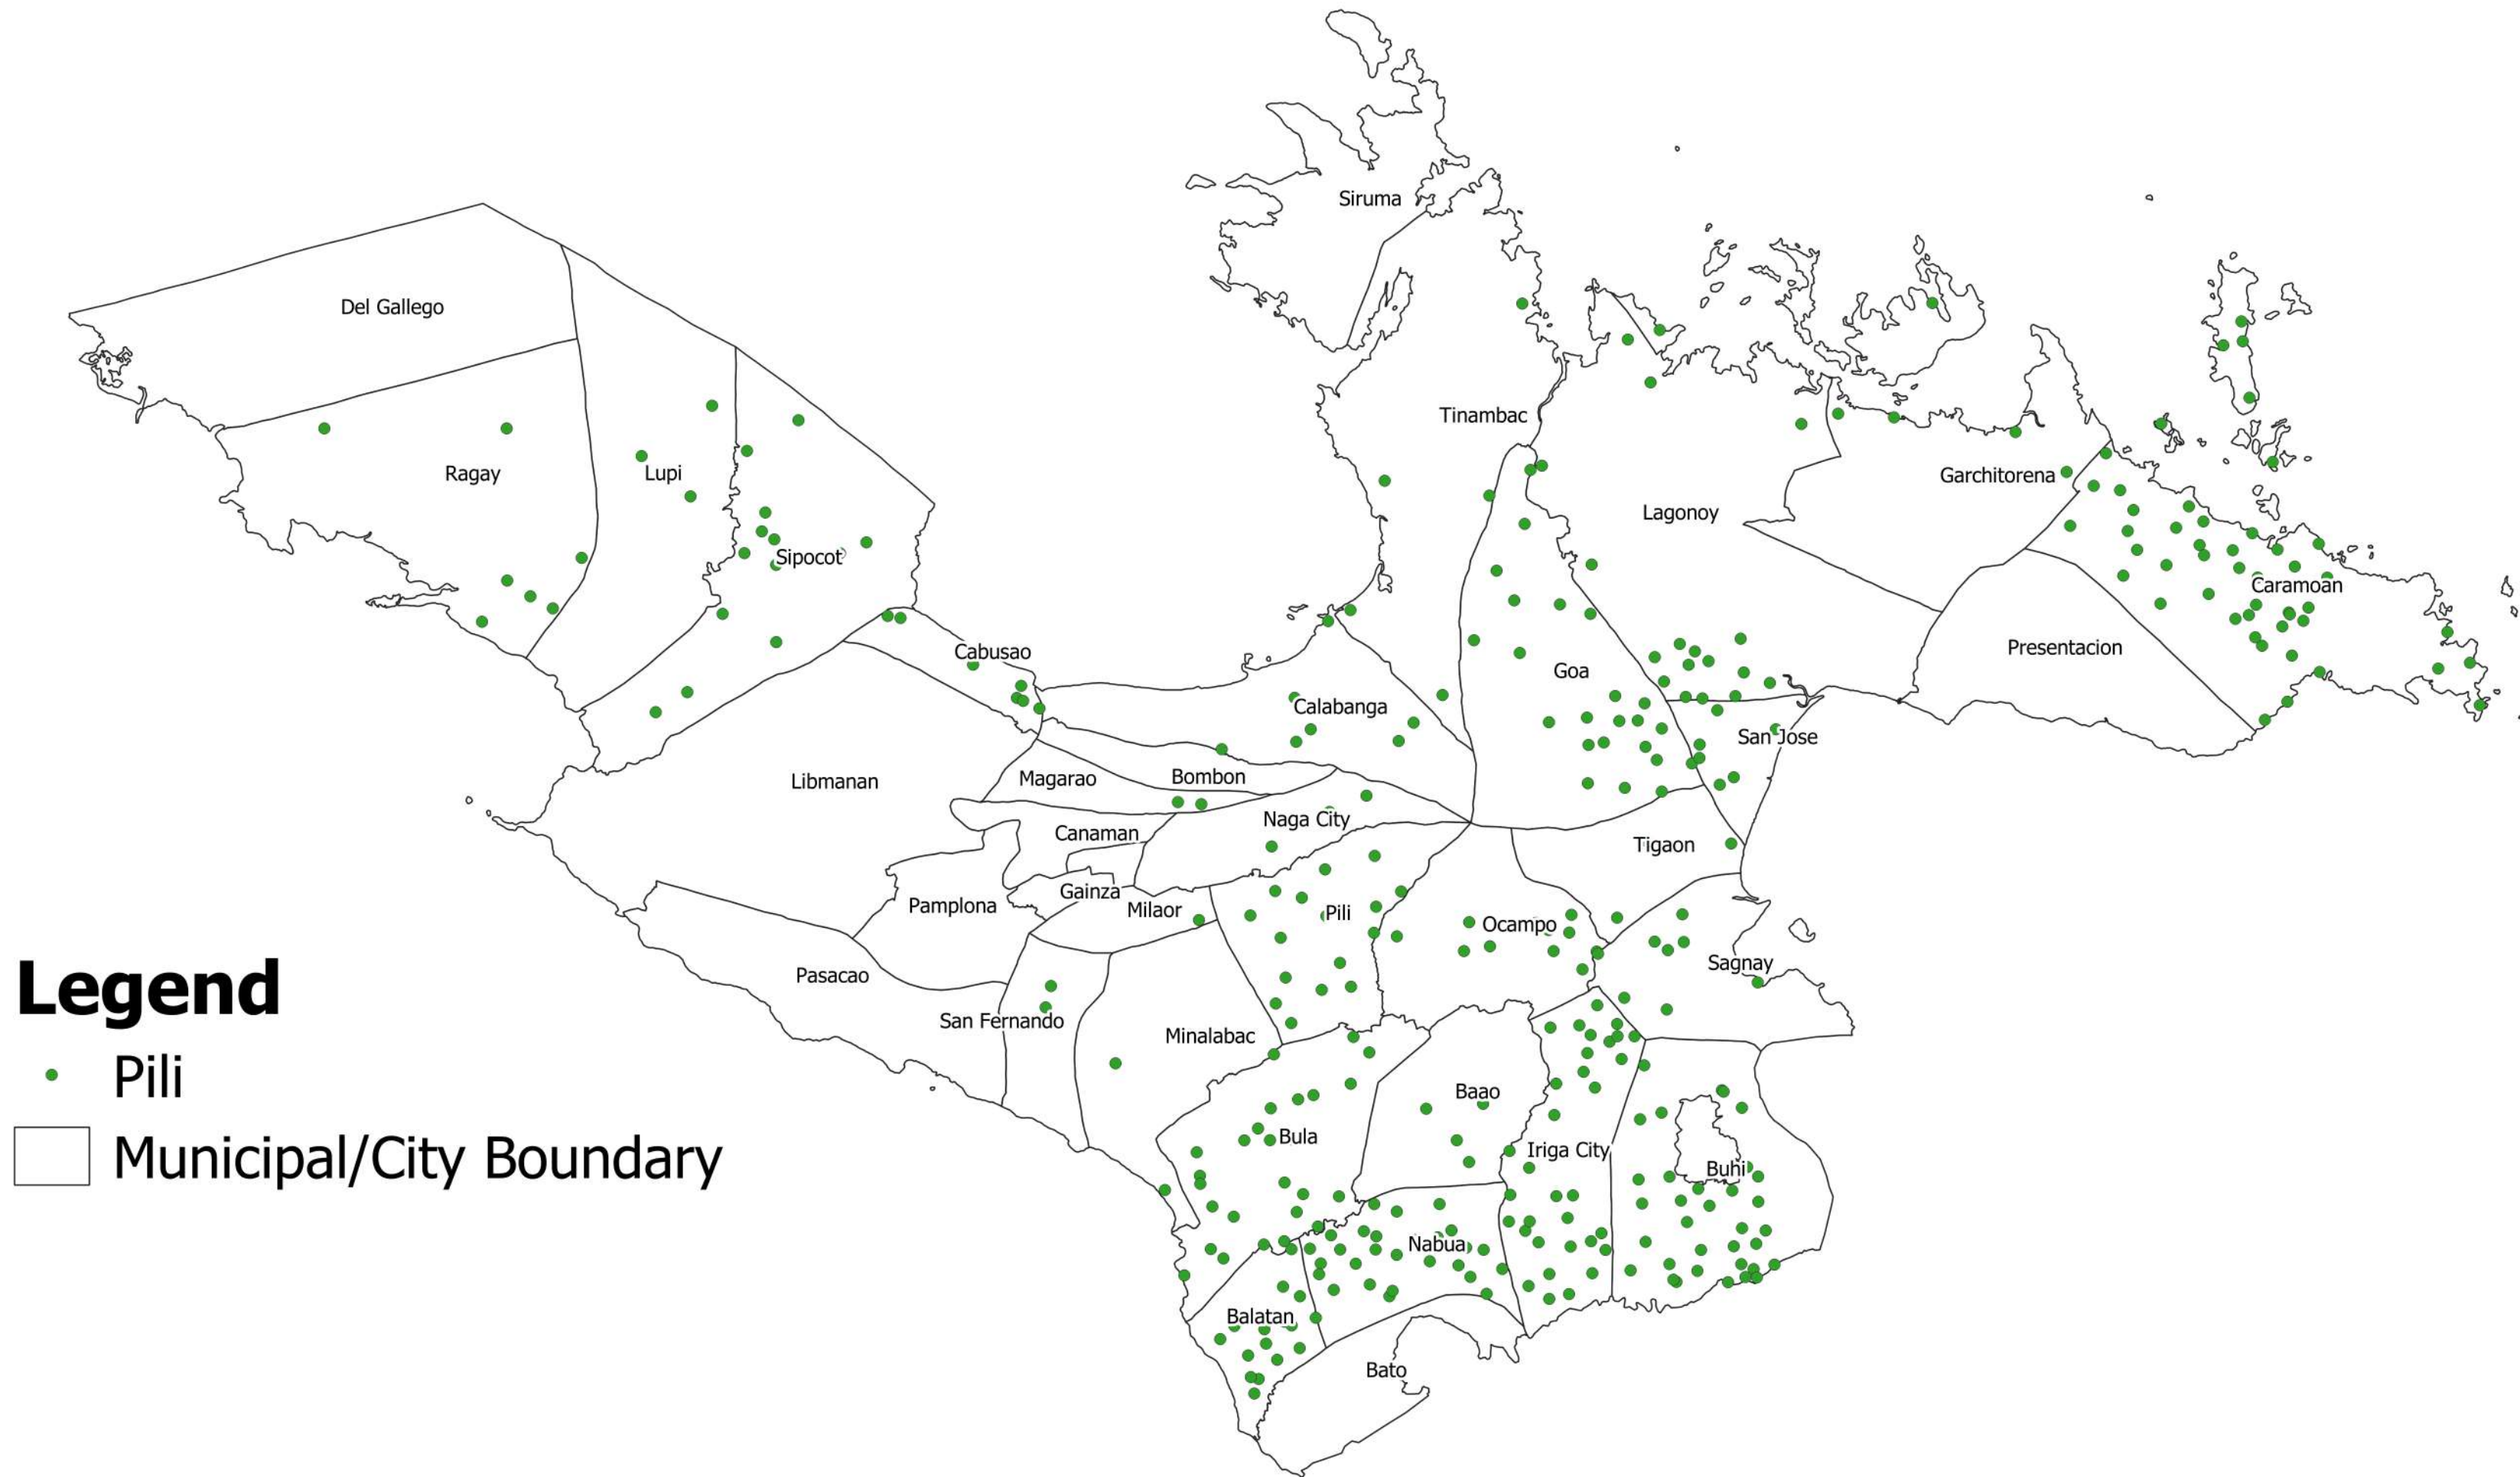 Siruma
Del Gallego
Tinambac
Ragay
Lupi
Garchitorena
Lagonoy
Sipocot
Caramoan
Cabusao
Presentacion
Goa
Calabanga
San Jose
Libmanan
Magarao
Bombon
Naga City
Canaman
Tigaon
Gainza
Pamplona
Milaor
Pili
Ocampo
Pasacao
Sagnay
San Fernando
Minalabac
Baao
Bula
Iriga City
Buhi
Nabua
Balatan
Bato
Legend
Pili
Municipal/City Boundary